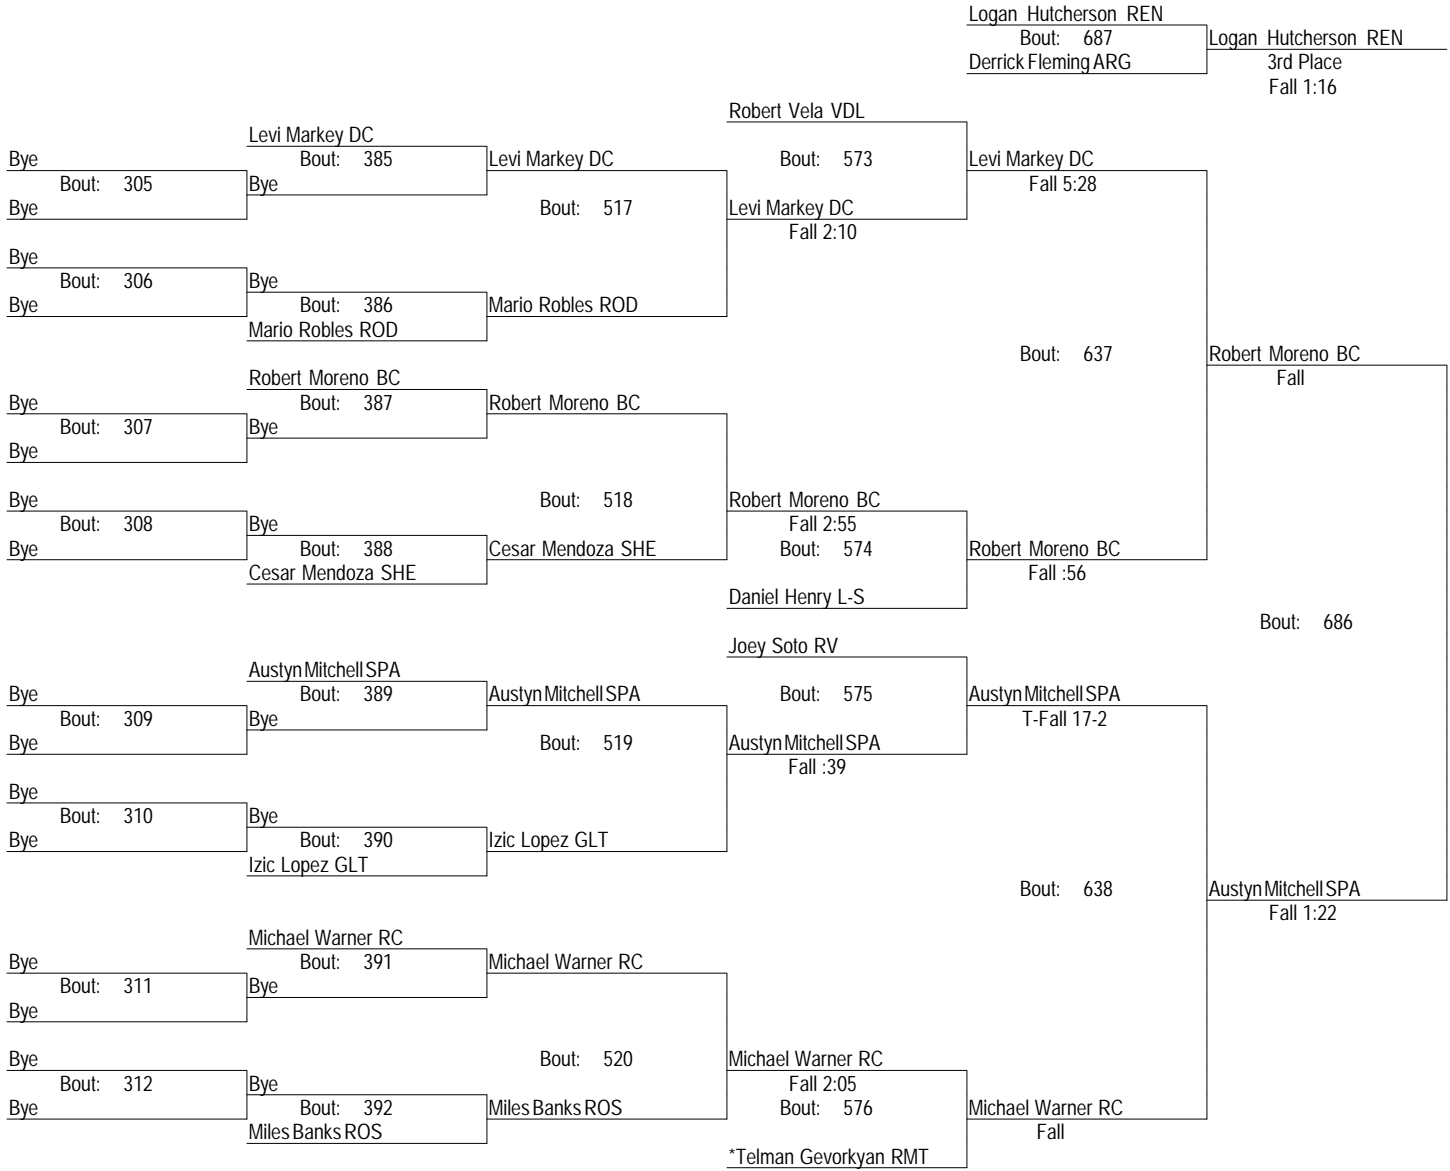 Logan Hutcherson REN
Bout: 687
Logan Hutcherson REN
Derrick Fleming ARG
3rd Place
Fall 1:16
Robert Vela VDL
Levi Markey DC
Bye
Bout: 385
Levi Markey DC
Bout: 573
Levi Markey DC
Bout: 305
Bye
Fall 5:28
Bye
Bout: 517
Levi Markey DC
Fall 2:10
Bye
Bout: 306
Bye
Bye
Bout: 386
Mario Robles ROD
Mario Robles ROD
Bout: 637
Robert Moreno BC
Robert Moreno BC
Fall
Bye
Bout: 387
Robert Moreno BC
Bout: 307
Bye
Bye
Bye
Bout: 518
Robert Moreno BC
Bout: 308
Bye
Fall 2:55
Bye
Bout: 388
Cesar Mendoza SHE
Bout: 574
Robert Moreno BC
Cesar Mendoza SHE
Fall :56
Daniel Henry L-S
Bout: 686
Joey Soto RV
Austyn Mitchell SPA
Bye
Bout: 389
Austyn Mitchell SPA
Bout: 575
Austyn Mitchell SPA
Bout: 309
Bye
T-Fall 17-2
Bye
Bout: 519
Austyn Mitchell SPA
Fall :39
Bye
Bout: 310
Bye
Bye
Bout: 390
Izic Lopez GLT
Izic Lopez GLT
Bout: 638
Austyn Mitchell SPA
Fall 1:22
Michael Warner RC
Bye
Bout: 391
Michael Warner RC
Bout: 311
Bye
Bye
Bye
Bout: 520
Michael Warner RC
Bout: 312
Bye
Fall 2:05
Bye
Bout: 392
Miles Banks ROS
Bout: 576
Michael Warner RC
Miles Banks ROS
Fall
*Telman Gevorkyan RMT